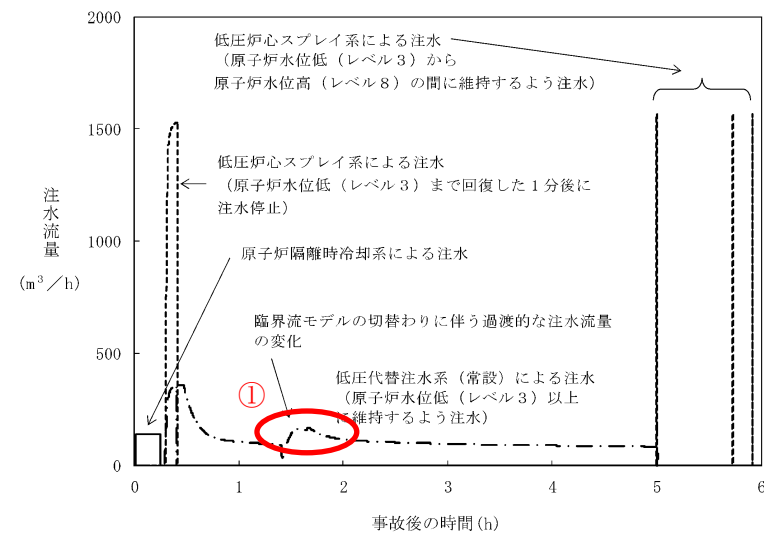 2000
1500
1000
500
0
注水流量
(m³/h)
低圧炉心スプレイ系による注水
（原子炉水位低（レベル３）から
原子炉水位高（レベル８）の間に維持するよう注水）
低圧炉心スプレイ系による注水
（原子炉水位低（レベル３）まで回復した１分後に
注水停止）
原子炉隔離時冷却系による注水
臨界流モデルの切替わりに伴う過渡的な注水流量
の変化
①
低圧代替注水系（常設）による注水
（原子炉水位低（レベル３）以上
に維持するよう注水）
0 1 2 3 4 5 6
事故後の時間(h)